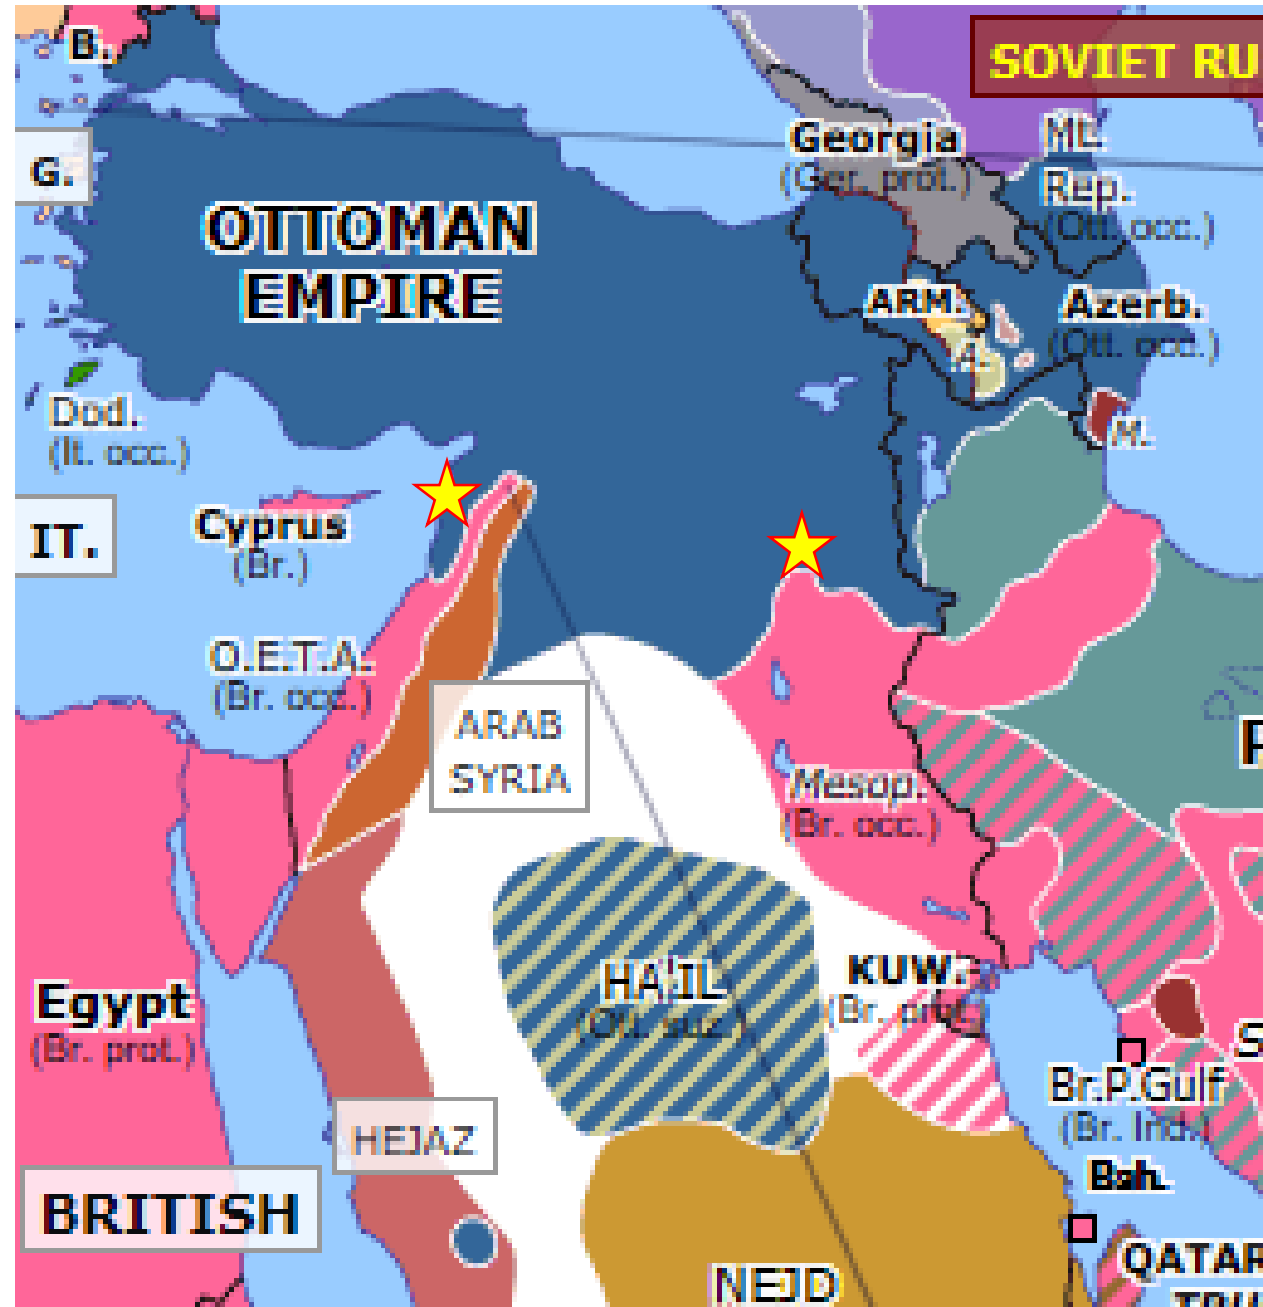 B.
SOVIET RU
Georgia
(Ger. prot.)
Mt.
Rep.
(Ott. occ.)
G.
OTTOMAN
EMPIRE
ARM.
Azerb.
(Ott. occ.)
A.
Dod.
(It. occ.)
M.
IT.
Cyprus
(Br.)
O.E.T.A.
(Br. occ.)
ARAB
SYRIA
P
Mesop.
(Br. occ.)
HA'IL
(Ott. suz.)
KUW.
(Br. prot.)
Egypt
(Br. prot.)
S
Br.P.Gulf
(Br. Ind.)
HEJAZ
Bah.
BRITISH
QATAR
NEJD
TRU